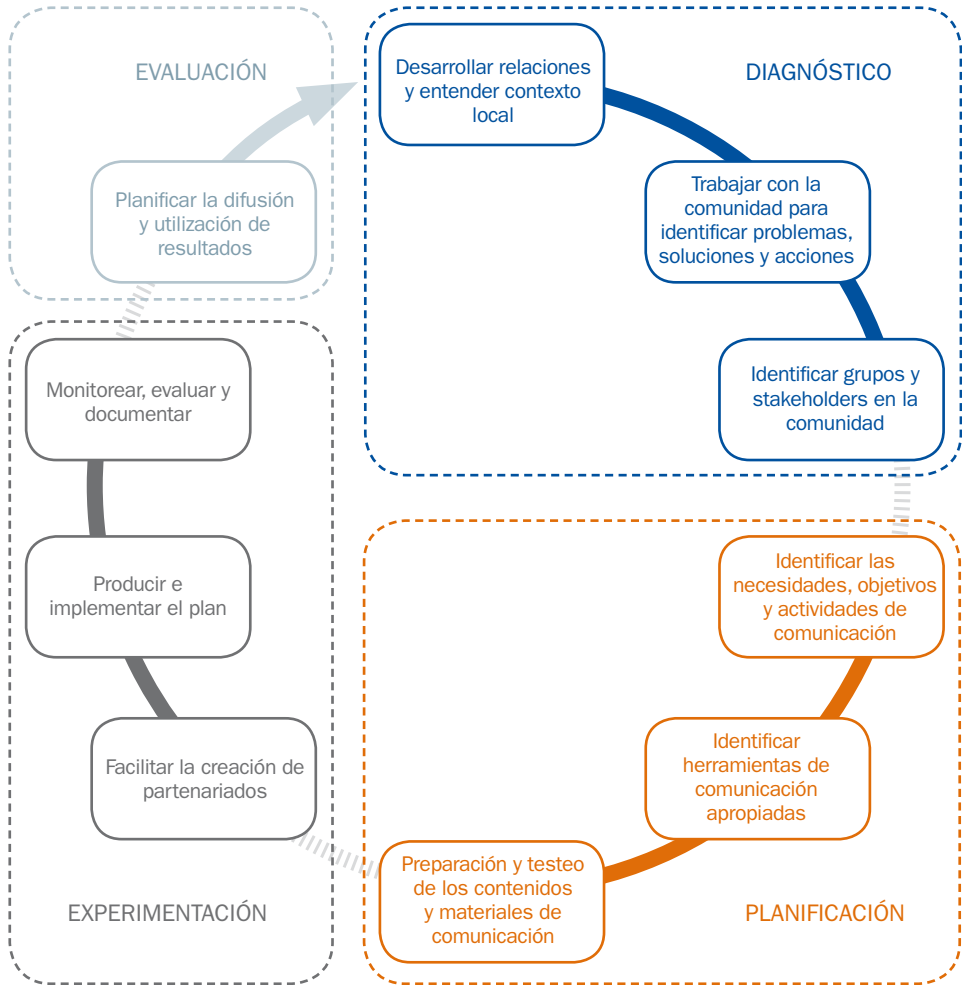 EVALUACIÓN
Planificar la difusión
y utilización de
resultados
DIAGNÓSTICO
Desarrollar relaciones
y entender contexto
local
Trabajar con la
comunidad para
identificar problemas,
soluciones y acciones
Identificar grupos y
stakeholders en la
comunidad
Identificar las
necesidades, objetivos
y actividades de
comunicación
Identificar
herramientas de
comunicación
apropiadas
Preparación y testeo
de los contenidos
y materiales de
comunicación
PLANIFICACIÓN
Monitorear, evaluar y
documentar
Producir e
implementar el plan
Facilitar la creación de
partenariados
EXPERIMENTACIÓN